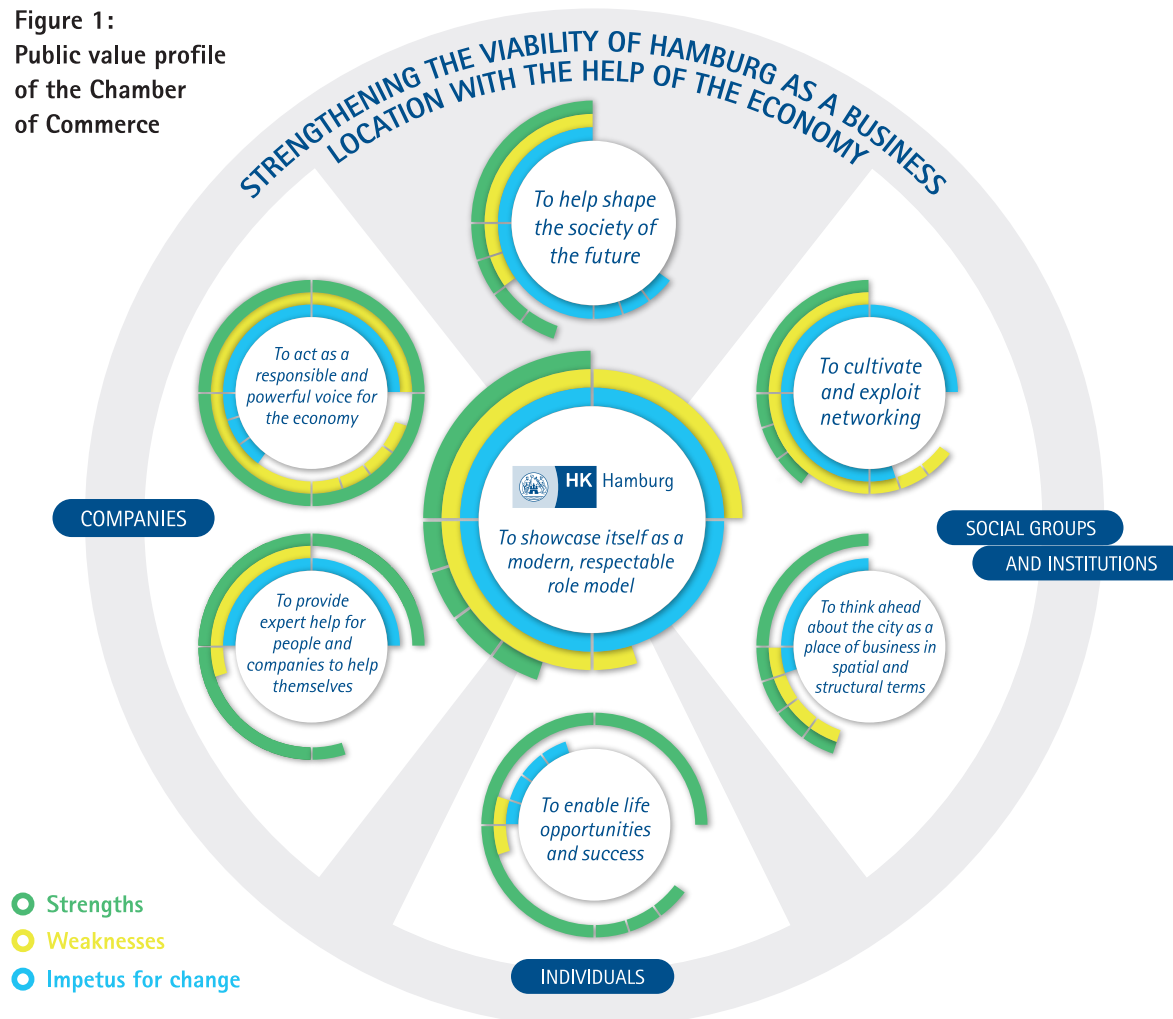 Figure 1:
Public value profile
of the Chamber
of Commerce
STRENGTHENING THE VIABILITY OF HAMBURG AS A BUSINESS
LOCATION WITH THE HELP OF THE ECONOMY
To help shape
the society of
the future
To act as a
responsible and
powerful voice for
the economy
To cultivate
and exploit
networking
HK Hamburg
To showcase itself as a
modern, respectable
role model
COMPANIES
SOCIAL GROUPS
AND INSTITUTIONS
To provide
expert help for
people and
companies to help
themselves
To think ahead
about the city as a
place of business in
spatial and
structural terms
To enable life
opportunities
and success
Strengths
Weaknesses
Impetus for change
INDIVIDUALS